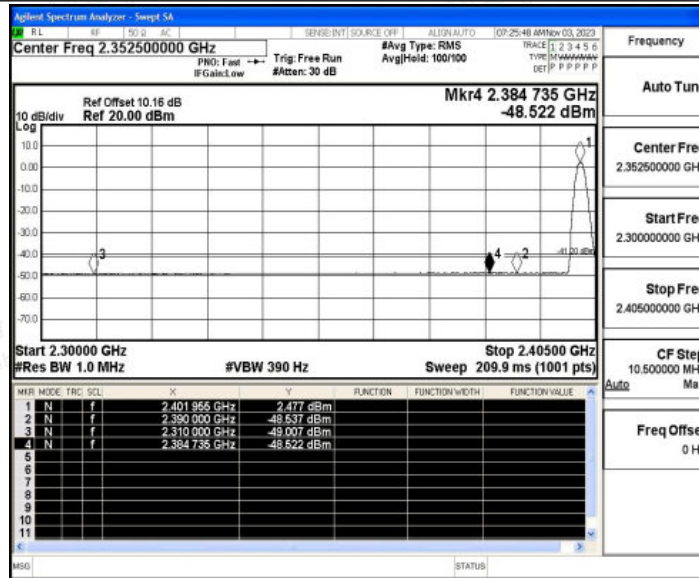 Agilent Spectrum Analyzer - Swept SA
RL RF 50 Ω AC SENSE:INT SOURCE OFF ALIGN AUTO 07:25:48 AM Nov 03, 2023
Center Freq 2.352500000 GHz
#Avg Type: RMS
TRACE 1 2 3 4 5 6
PNO: Fast Trig: Free Run Avg|Hold: 100/100
TYPE M
IFGain:Low #Atten: 30 dB
DET P P P P P P
Mkr4 2.384 735 GHz
-48.522 dBm
Ref Offset 10.16 dB
10 dB/div Ref 20.00 dBm
Log
10.0
0.00
-10.0
-20.0
-30.0
-40.0
-50.0
-60.0
-70.0
1
3
4
2
-41.20 dBm
Start 2.30000 GHz Stop 2.40500 GHz
#Res BW 1.0 MHz #VBW 390 Hz Sweep 209.9 ms (1001 pts)
MKR MODE TRC SCL X Y FUNCTION FUNCTION WIDTH FUNCTION VALUE
1 N f 2.401 955 GHz 2.477 dBm
2 N f 2.390 000 GHz -48.537 dBm
3 N f 2.310 000 GHz -49.007 dBm
4 N f 2.384 735 GHz -48.522 dBm
5
6
7
8
9
10
11
MSG STATUS
Frequency
Auto Tun
Center Fre
2.352500000 GH
Start Fre
2.300000000 GH
Stop Fre
2.405000000 GH
CF Step
10.500000 MH
Auto Ma
Freq Offse
0 H